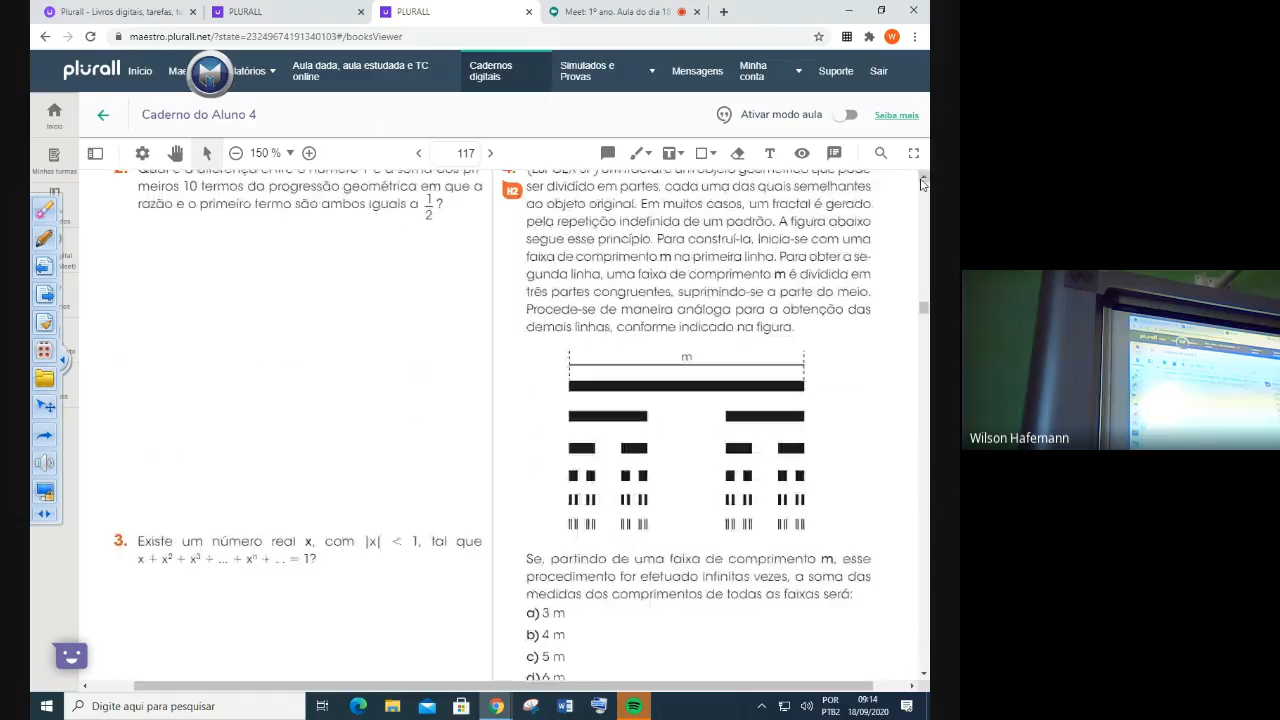 Plurall - Livros digitais, tarefas, t
PLURALL
PLURALL
Meet: 1º ano. Aula do dia 18
maestro.plurall.net/?state=23249674191340103#/booksViewer
W
plurall
Início
Mae
latórios
Aula dada, aula estudada e TC
online
Cadernos
digitais
Simulados e
Provas
Mensagens
Minha
conta
Suporte
Sair
Início
Caderno do Aluno 4
Ativar modo aula
Saiba mais
Minhas turmas
150 %
117
meiros 10 termos da progressão geométrica em que a
razão e o primeiro termo são ambos iguais a 1/2?
3. Existe um número real x, com |x| < 1, tal que
x + x² + x³ + ... + xⁿ + ... = 1?
H2
ser dividido em partes, cada uma das quais semelhantes
ao objeto original. Em muitos casos, um fractal é gerado
pela repetição indefinida de um padrão. A figura abaixo
segue esse princípio. Para construí-la, inicia-se com uma
faixa de comprimento m na primeira linha. Para obter a se-
gunda linha, uma faixa de comprimento m é dividida em
três partes congruentes, suprimindo-se a parte do meio.
Procede-se de maneira análoga para a obtenção das
demais linhas, conforme indicado na figura.
m
Se, partindo de uma faixa de comprimento m, esse
procedimento for efetuado infinitas vezes, a soma das
medidas dos comprimentos de todas as faixas será:
a) 3 m
b) 4 m
c) 5 m
d) 6 m
Wilson Hafemann
Digite aqui para pesquisar
POR
PTB2
09:14
18/09/2020